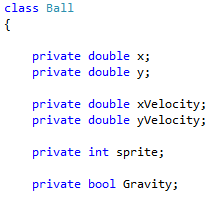 class Ball
{
private double x;
private double y;
private double xVelocity;
private double yVelocity;
private int sprite;
private bool Gravity;